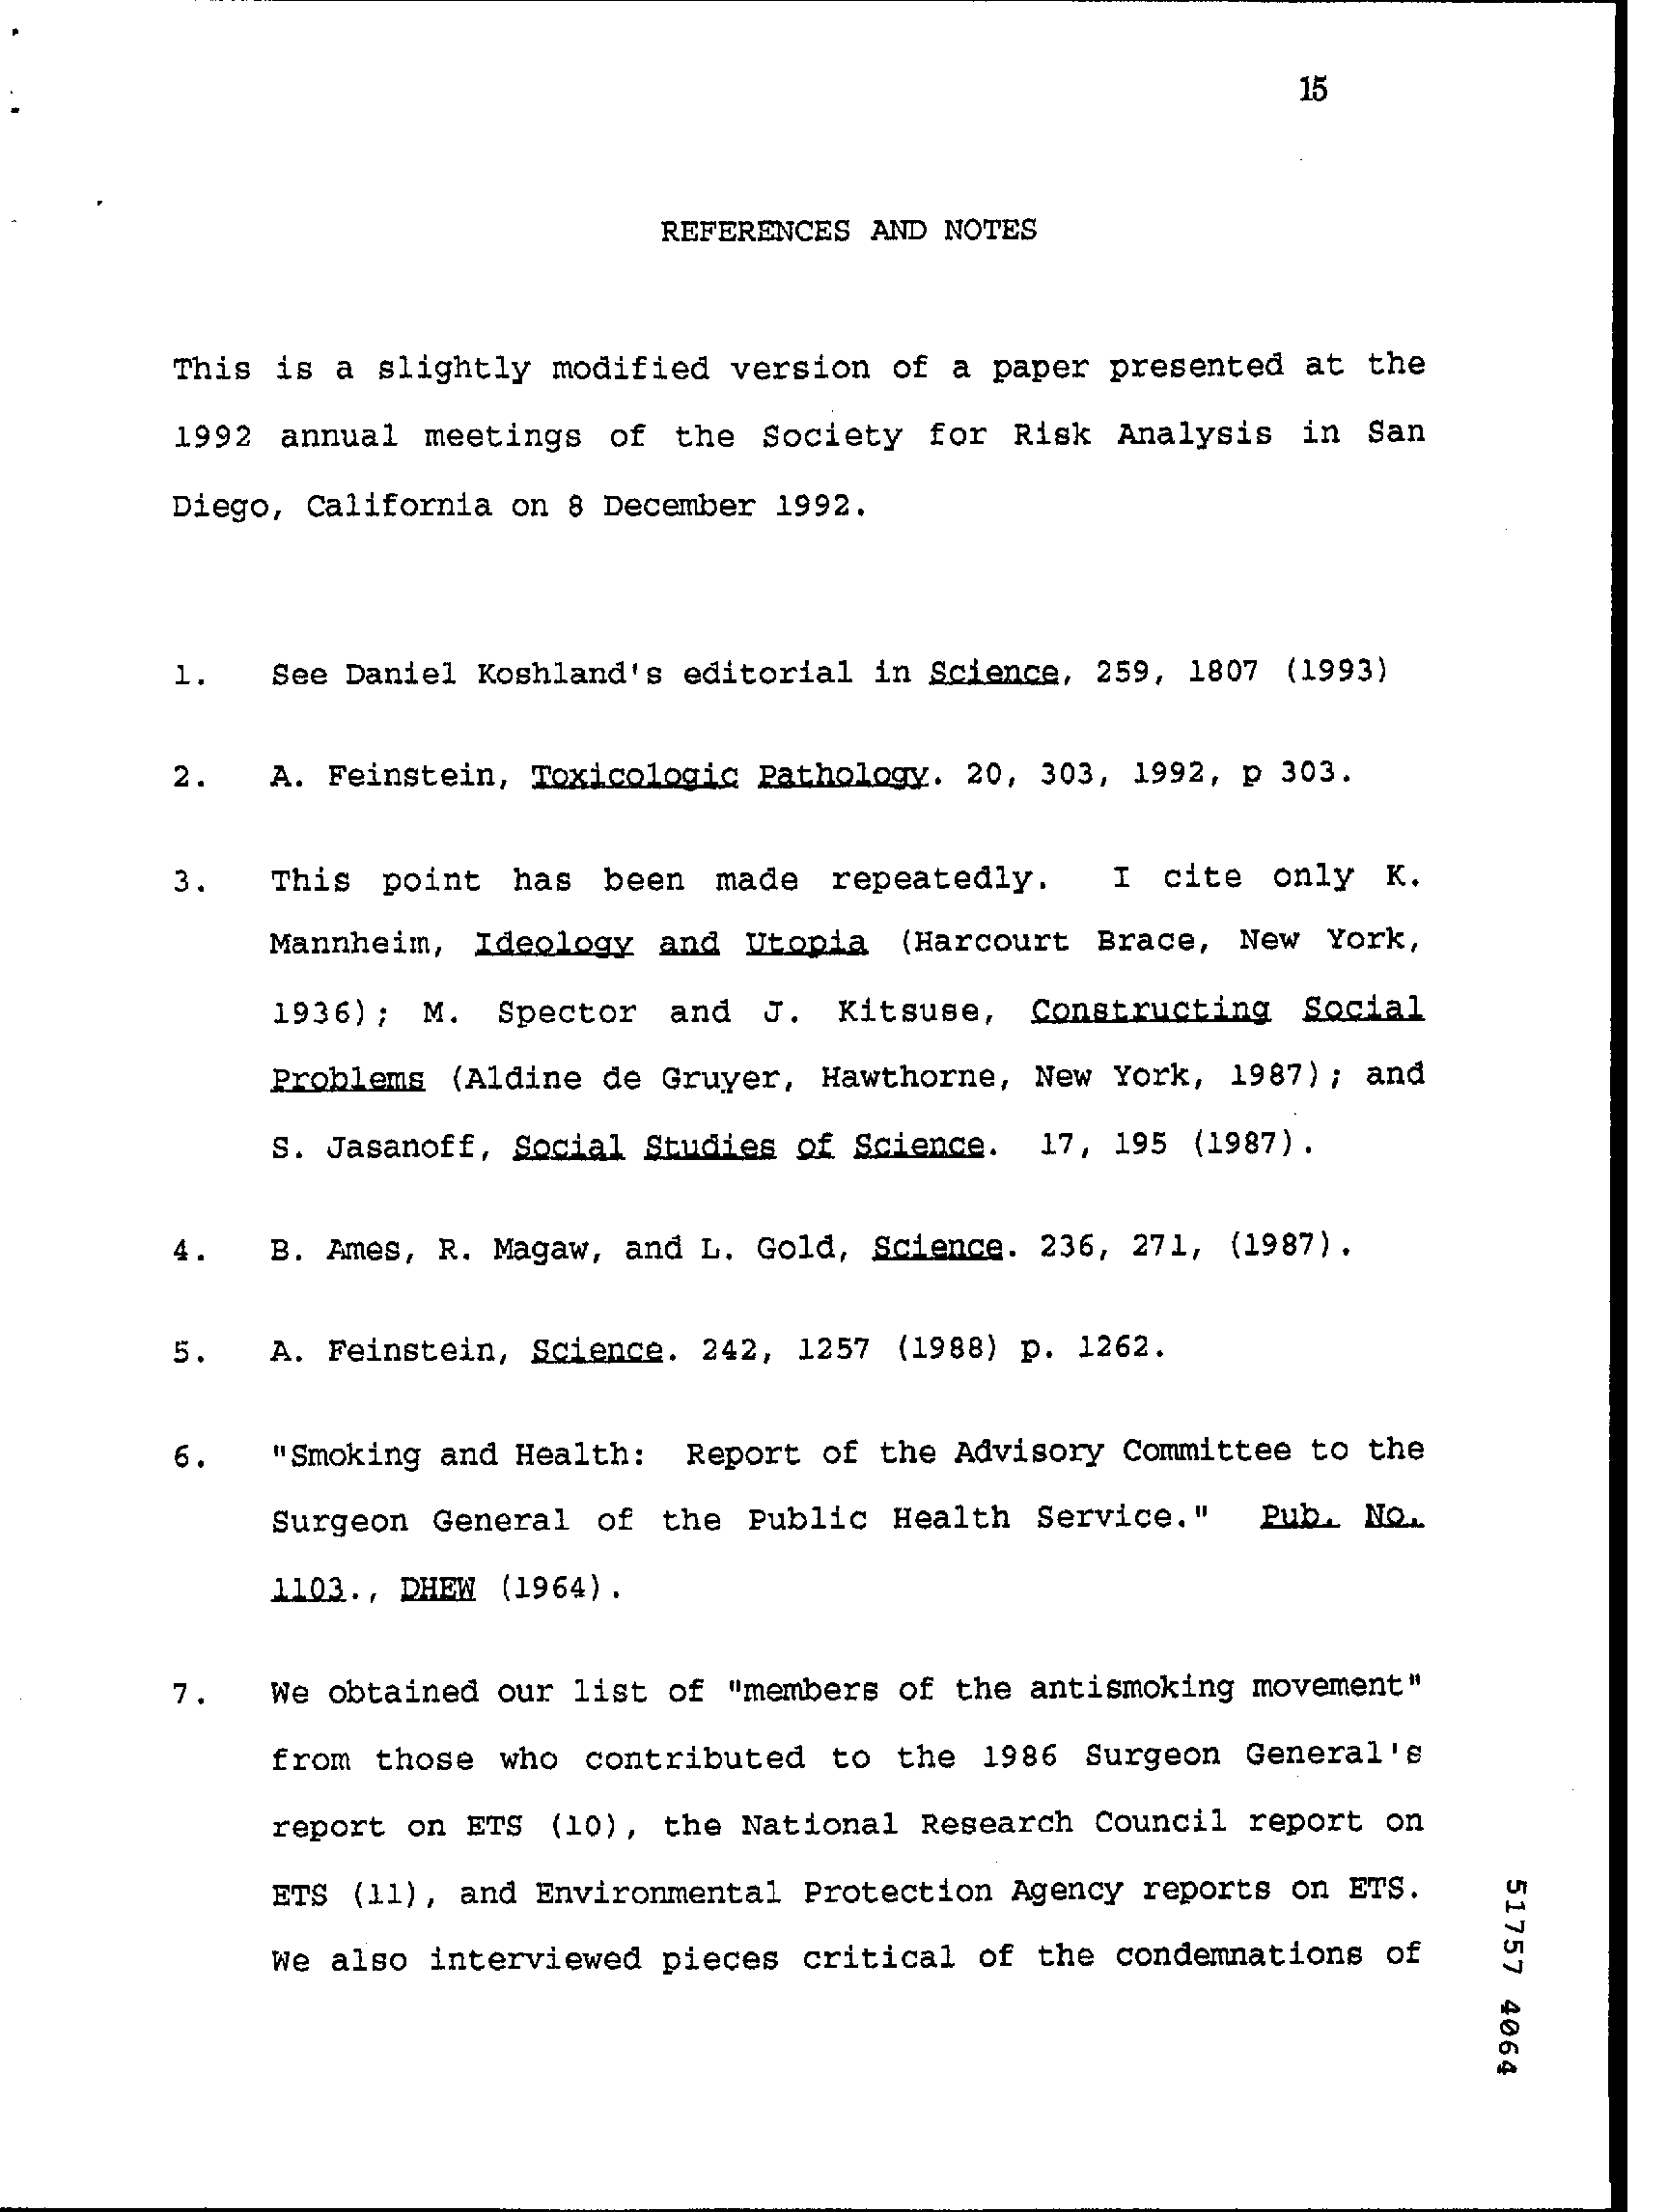 15
REFERENCES AND NOTES
This is a slightly modified version of a paper presented at the
1992 annual meetings of the Society for Risk Analysis in San
Diego, California on 8 December 1992.
1. See Daniel Koshland's editorial in Science, 259, 1807 (1993)
2. A. Feinstein, Toxicologic Pathology. 20, 303, 1992, p 303.
3. This point has been made repeatedly. I cite only K.
Mannheim, Ideology and Utopia (Harcourt Brace, New York,
1936); M. Spector and J. Kitsuse, Constructing Social
Problems (Aldine de Gruyer, Hawthorne, New York, 1987); and
S. Jasanoff, Social Studies of Science. 17, 195 (1987).
4. B. Ames, R. Magaw, and L. Gold, Science. 236, 271, (1987).
5. A. Feinstein, Science. 242, 1257 (1988) p. 1262.
6. "Smoking and Health: Report of the Advisory Committee to the
Surgeon General of the Public Health Service." Pub. No.
1103., DHEW (1964).
7. We obtained our list of "members of the antismoking movement"
from those who contributed to the 1986 Surgeon General's
report on ETS (10), the National Research Council report on
ETS (11), and Environmental Protection Agency reports on ETS.
We also interviewed pieces critical of the condemnations of
51757 4064